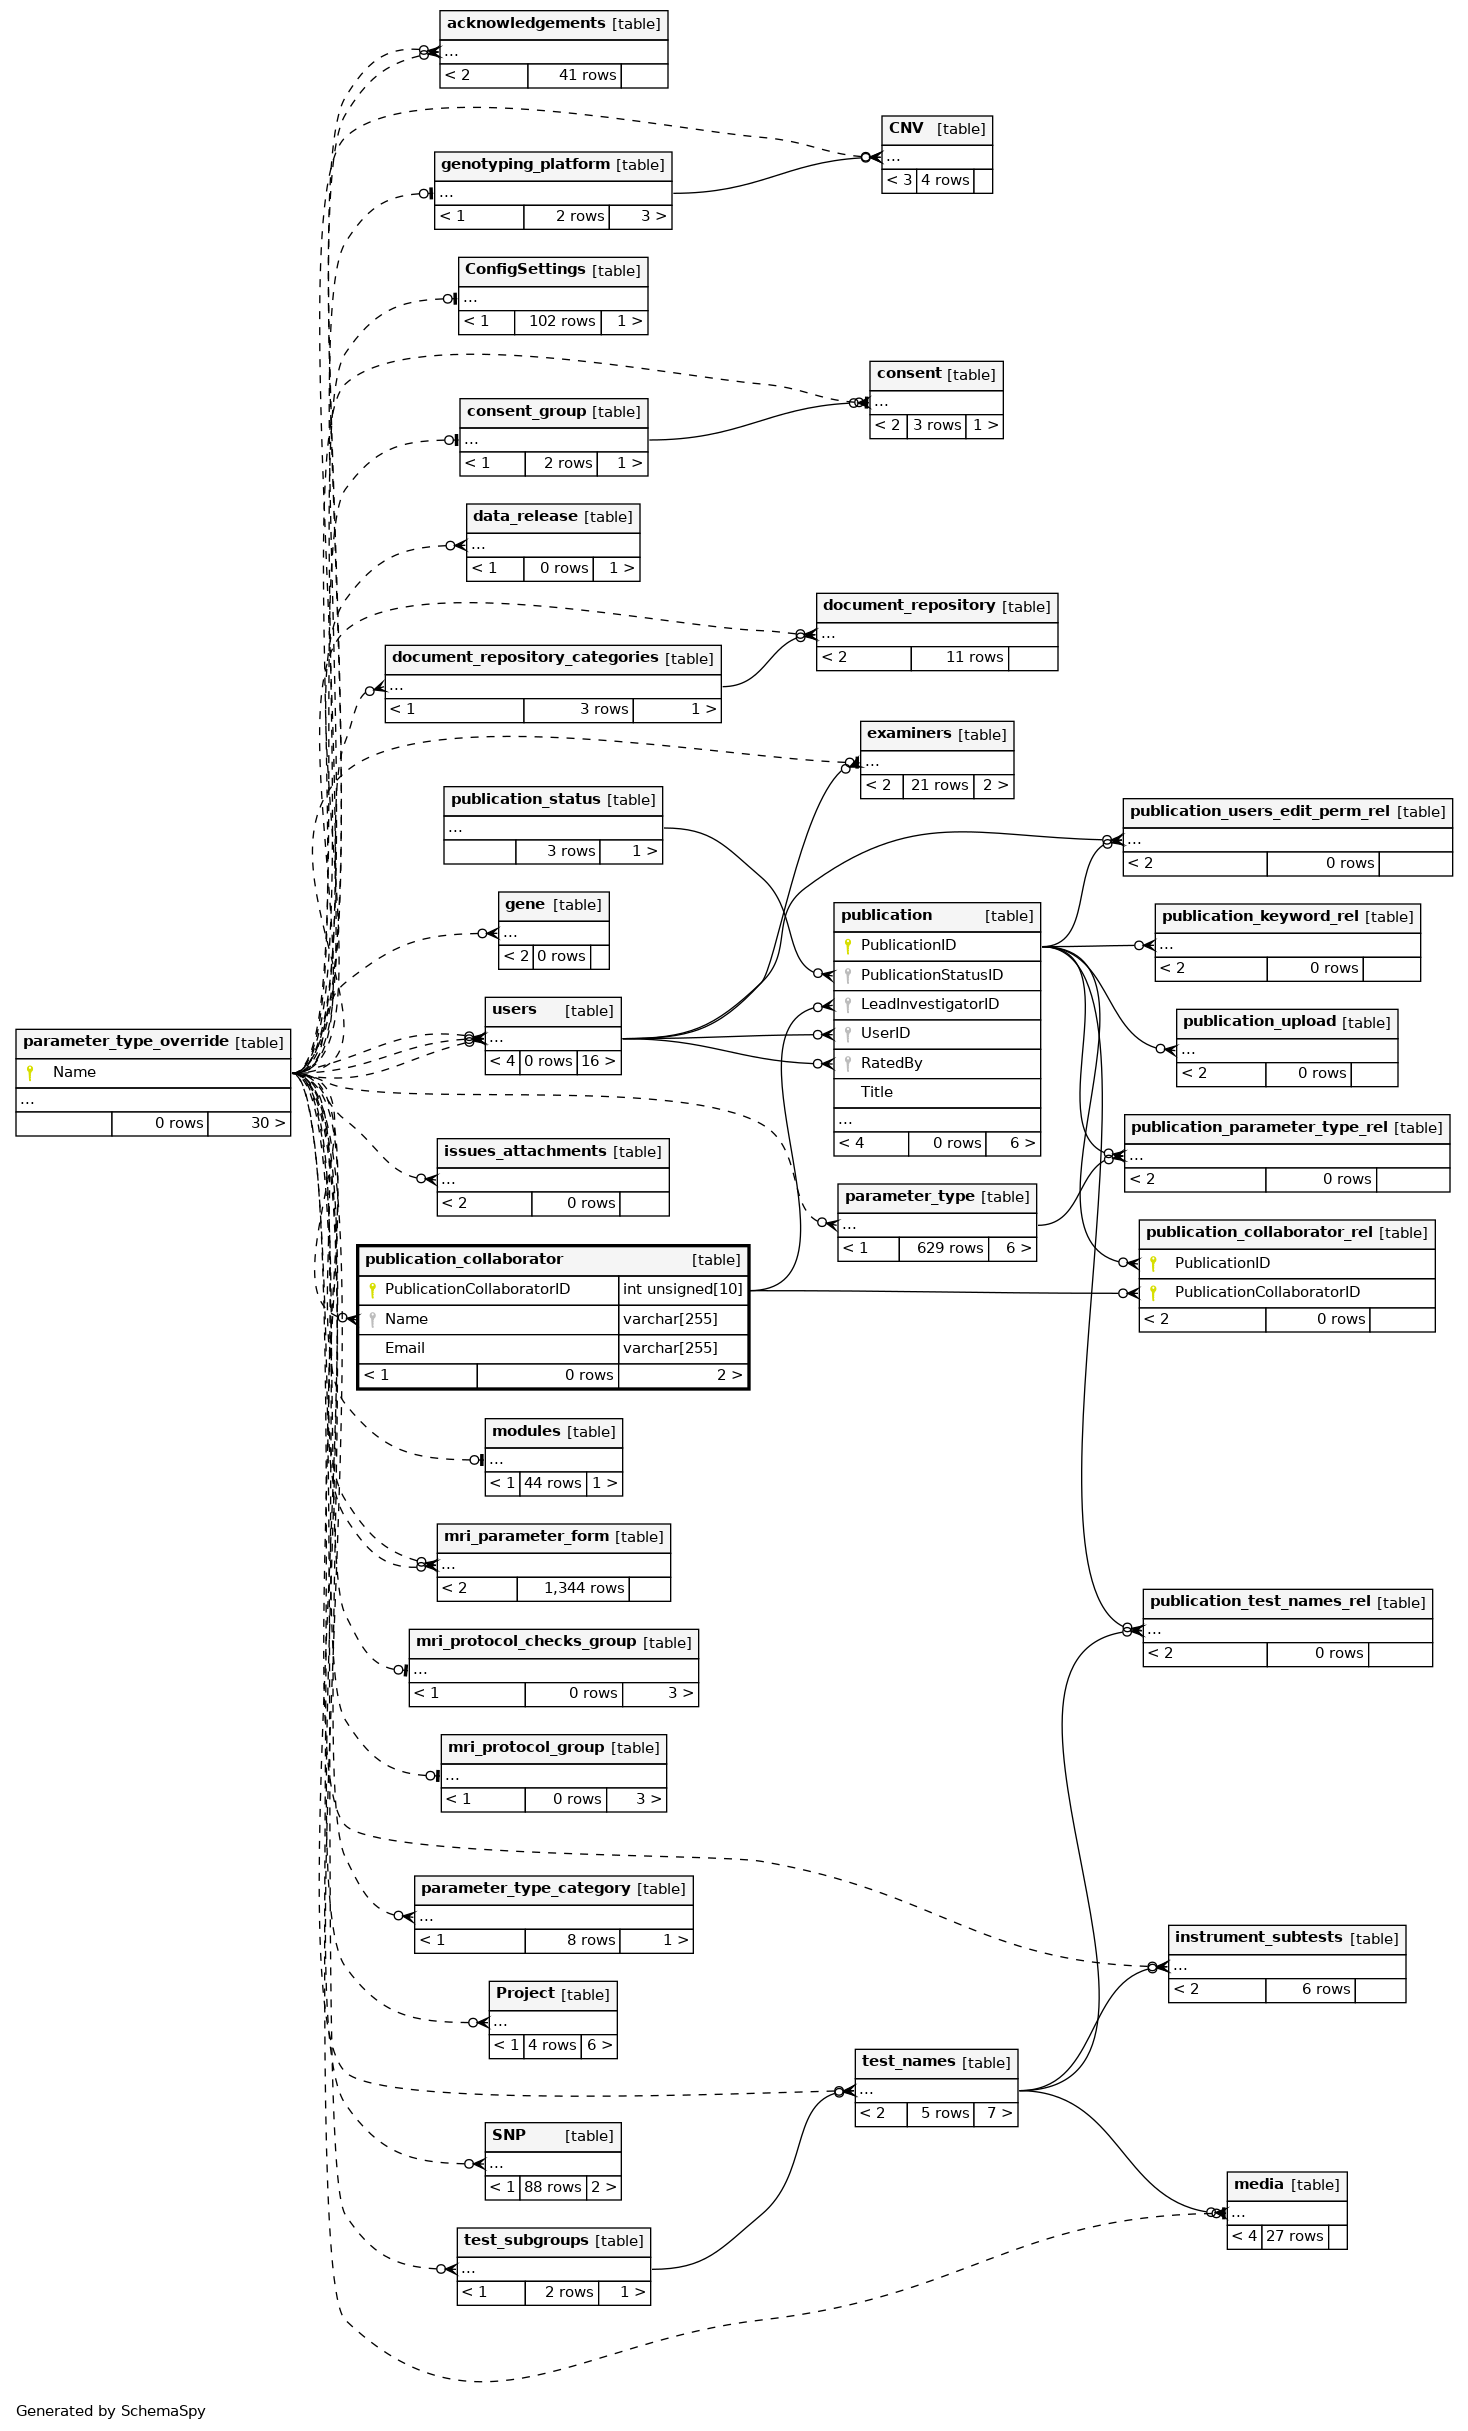 acknowledgements [table]
...
< 2 41 rows
CNV [table]
...
< 3 4 rows
genotyping_platform [table]
...
< 1 2 rows 3 >
ConfigSettings [table]
...
< 1 102 rows 1 >
consent [table]
...
< 2 3 rows 1 >
consent_group [table]
...
< 1 2 rows 1 >
data_release [table]
...
< 1 0 rows 1 >
document_repository [table]
...
< 2 11 rows
document_repository_categories [table]
...
< 1 3 rows 1 >
examiners [table]
...
< 2 21 rows 2 >
publication_status [table]
...
3 rows 1 >
publication_users_edit_perm_rel [table]
...
< 2 0 rows
gene [table]
...
< 2 0 rows
publication [table]
PublicationID
PublicationStatusID
LeadInvestigatorID
UserID
RatedBy
Title
...
< 4 0 rows 6 >
publication_keyword_rel [table]
...
< 2 0 rows
users [table]
...
< 4 0 rows 16 >
publication_upload [table]
...
< 2 0 rows
parameter_type_override [table]
Name
...
0 rows 30 >
publication_parameter_type_rel [table]
...
< 2 0 rows
issues_attachments [table]
...
< 2 0 rows
parameter_type [table]
...
< 1 629 rows 6 >
publication_collaborator_rel [table]
PublicationID
PublicationCollaboratorID
< 2 0 rows
publication_collaborator [table]
PublicationCollaboratorID int unsigned[10]
Name varchar[255]
Email varchar[255]
< 1 0 rows 2 >
modules [table]
...
< 1 44 rows 1 >
mri_parameter_form [table]
...
< 2 1,344 rows
publication_test_names_rel [table]
...
< 2 0 rows
mri_protocol_checks_group [table]
...
< 1 0 rows 3 >
mri_protocol_group [table]
...
< 1 0 rows 3 >
parameter_type_category [table]
...
< 1 8 rows 1 >
instrument_subtests [table]
...
< 2 6 rows
Project [table]
...
< 1 4 rows 6 >
test_names [table]
...
< 2 5 rows 7 >
SNP [table]
...
< 1 88 rows 2 >
media [table]
...
< 4 27 rows
test_subgroups [table]
...
< 1 2 rows 1 >
Generated by SchemaSpy